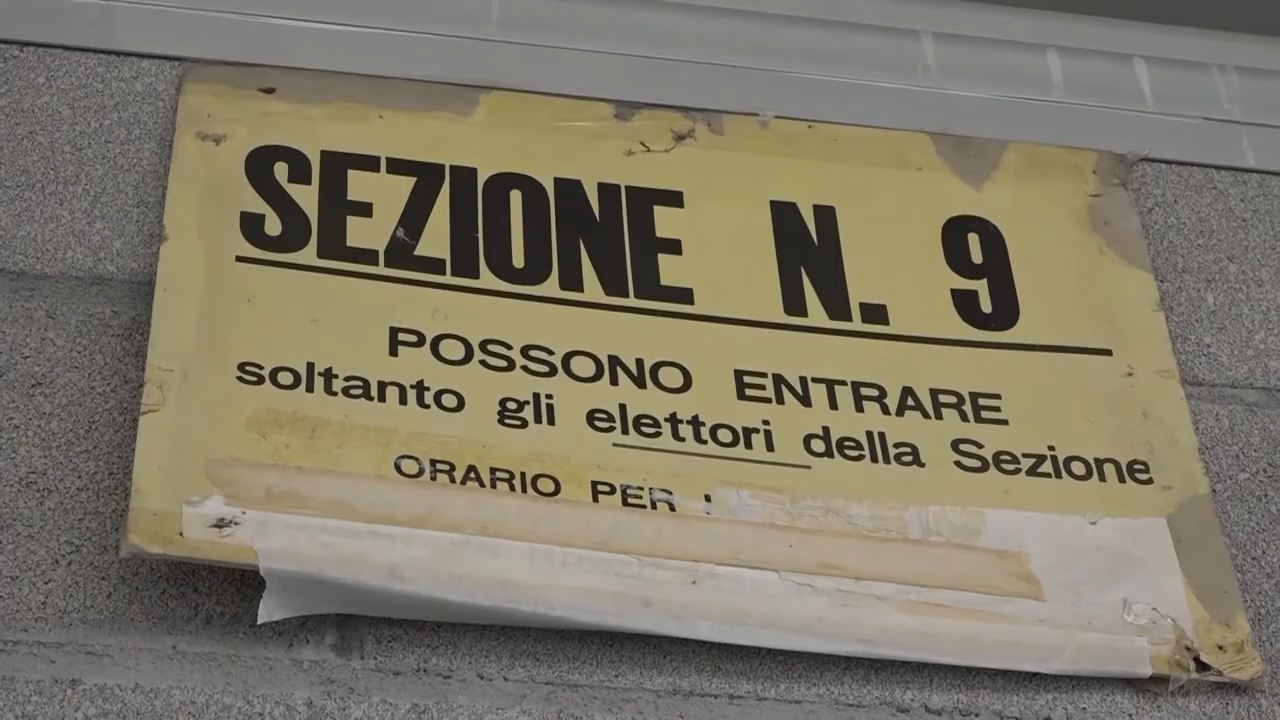 SEZIONE N. 9
POSSONO ENTRARE
soltanto gli elettori della Sezione
ORARIO PER